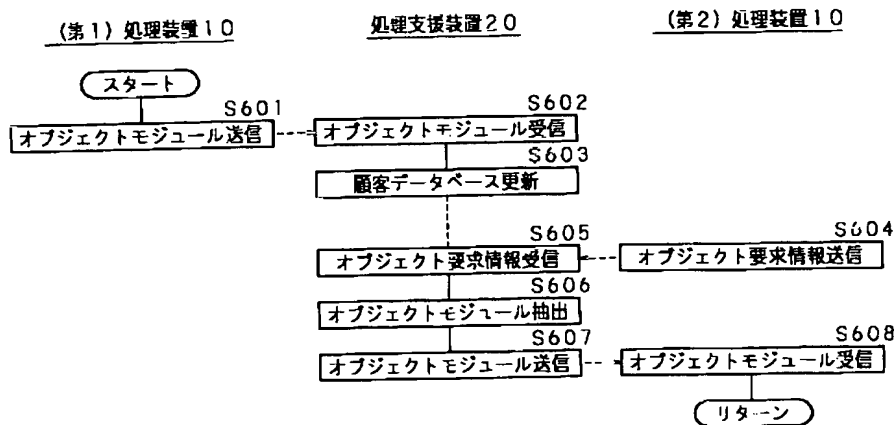 (第1) 処理装置10
処理支援装置20
(第2) 処理装置10
スタート
S601
オブジェクトモジュール送信
S602
オブジェクトモジュール受信
S603
顧客データベース更新
S604
オブジェクト要求情報送信
S605
オブジェクト要求情報受信
S606
オブジェクトモジュール抽出
S607
オブジェクトモジュール送信
S608
オブジェクトモジュール受信
リターン